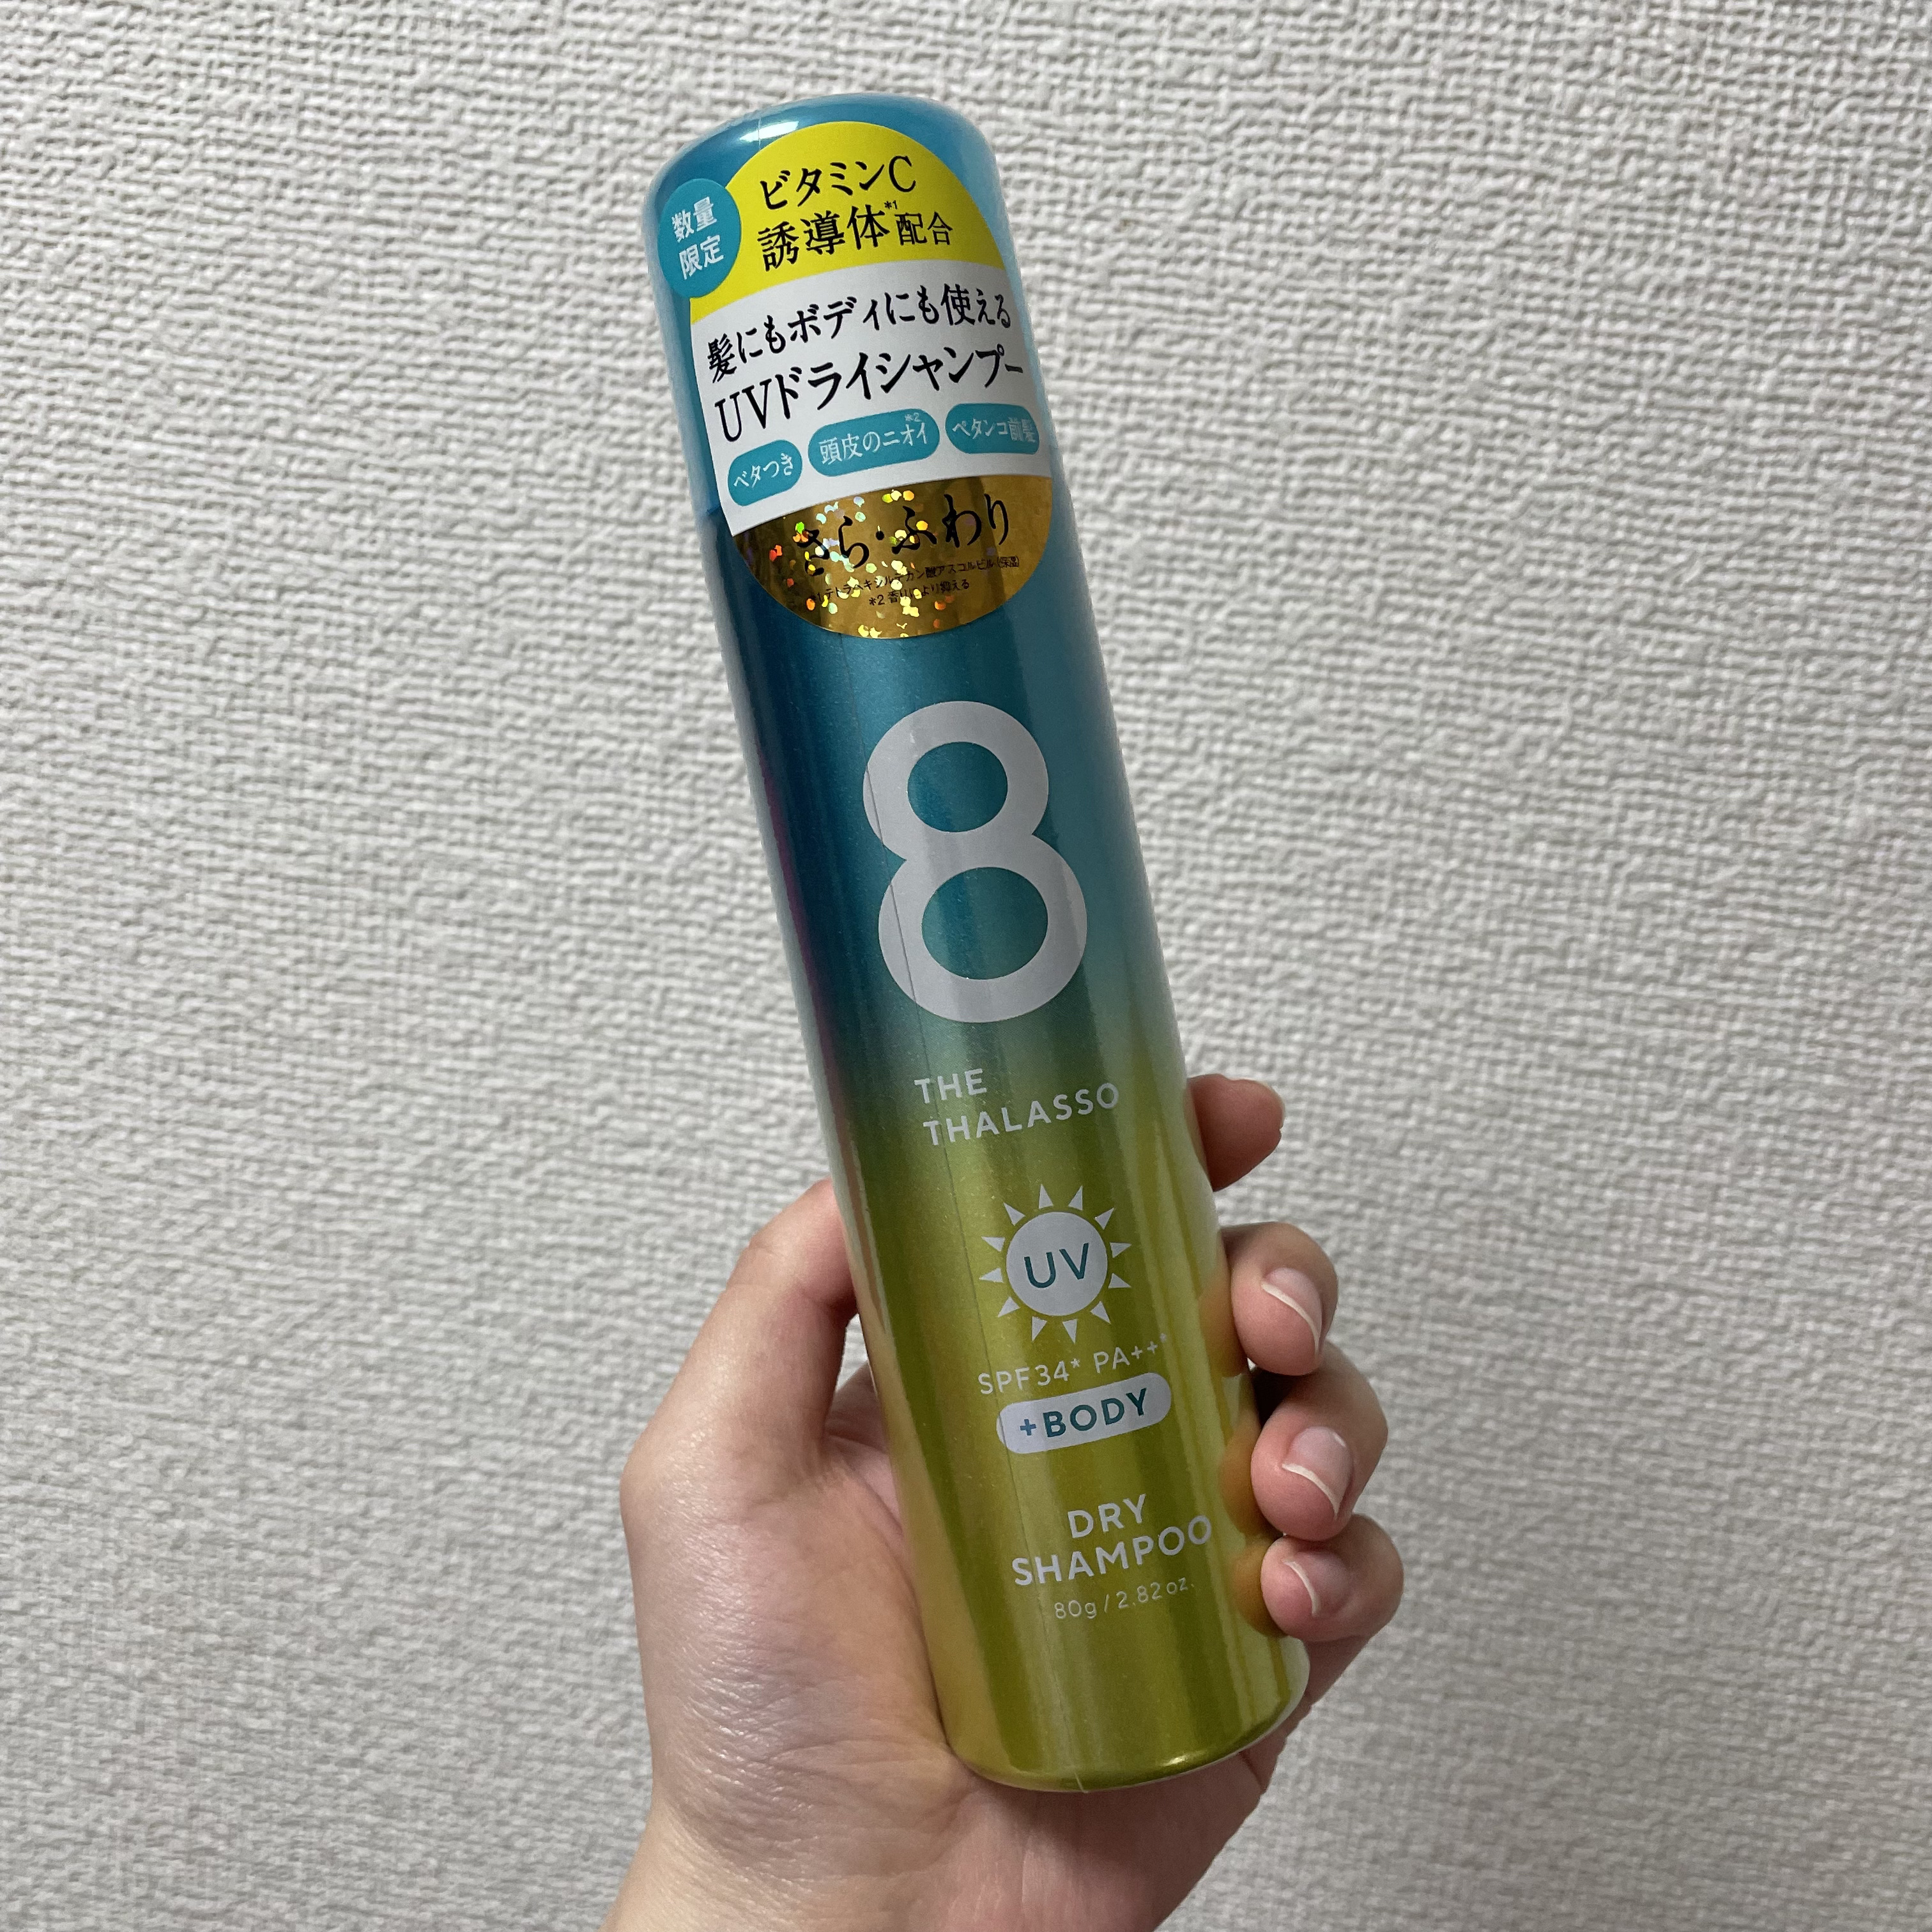 数量
限定
ビタミンC
誘導体*1配合
髪にもボディにも使える
UVドライシャンプー
ベタつき 頭皮のニオイ*2 ペタンコ前髪
さら・ふわり
*2 香りにより抑える
8
THE
THALASSO
UV
SPF34* PA++*
+BODY
DRY
SHAMPOO
80g / 2.82 oz.